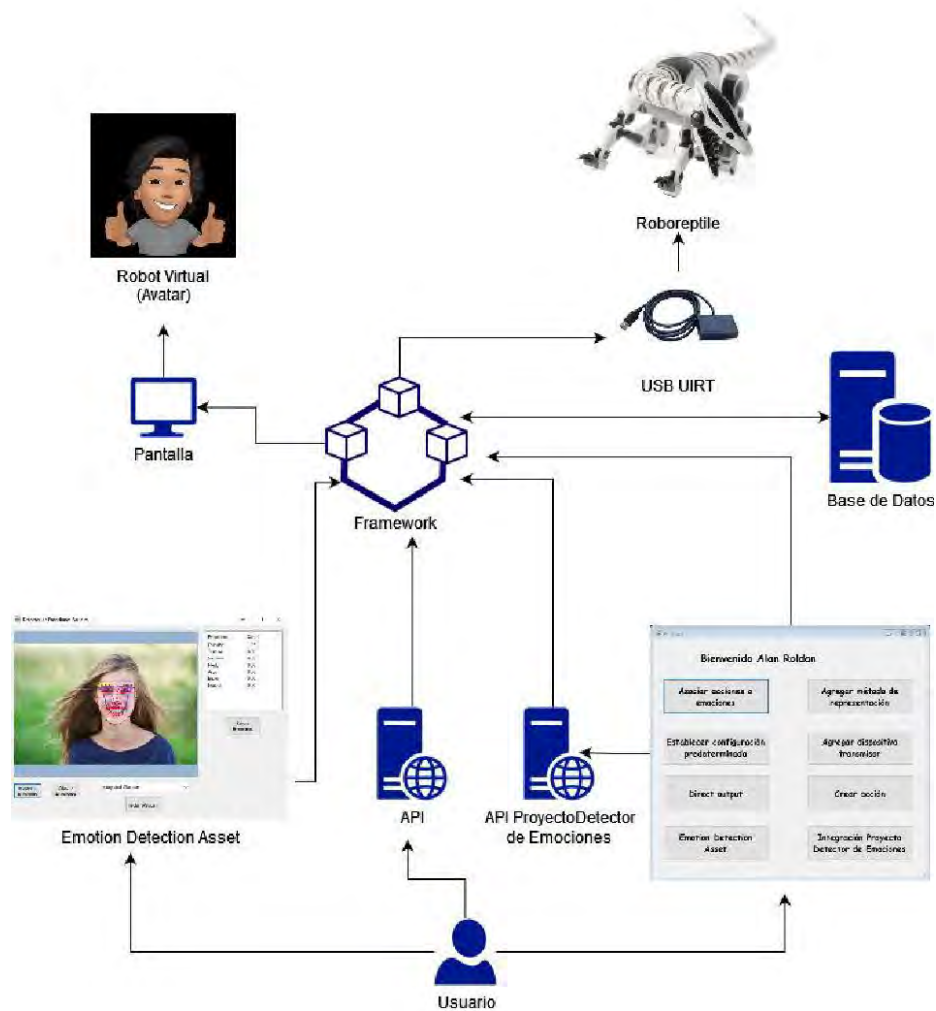 Roboreptile
Robot Virtual
(Avatar)
USB UIRT
Pantalla
Base de Datos
Framework
Bienvenido Alan Roldan
Asociar acciones a
emociones
Agregar método de
representación
Establecer configuración
predeterminada
Agregar dispositivo
transmisor
Direct output
Crear acción
Emotion Detection
Asset
Integración Proyecto
Detector de Emociones
Emotion Detection Asset
API
API ProyectoDetector
de Emociones
Usuario